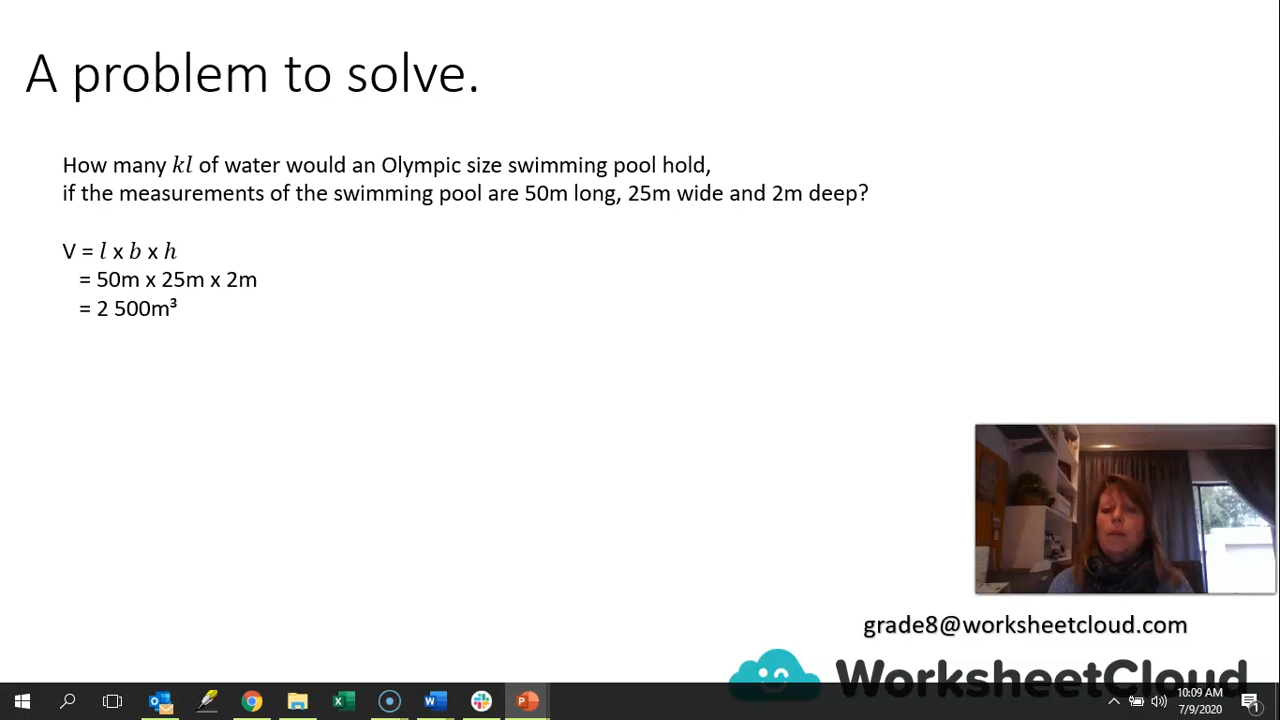 A problem to solve.
How many kl of water would an Olympic size swimming pool hold,
if the measurements of the swimming pool are 50m long, 25m wide and 2m deep?
V = l x b x h
= 50m x 25m x 2m
= 2 500m³
grade8@worksheetcloud.com
WorksheetCloud
10:09 AM
7/9/2020
1